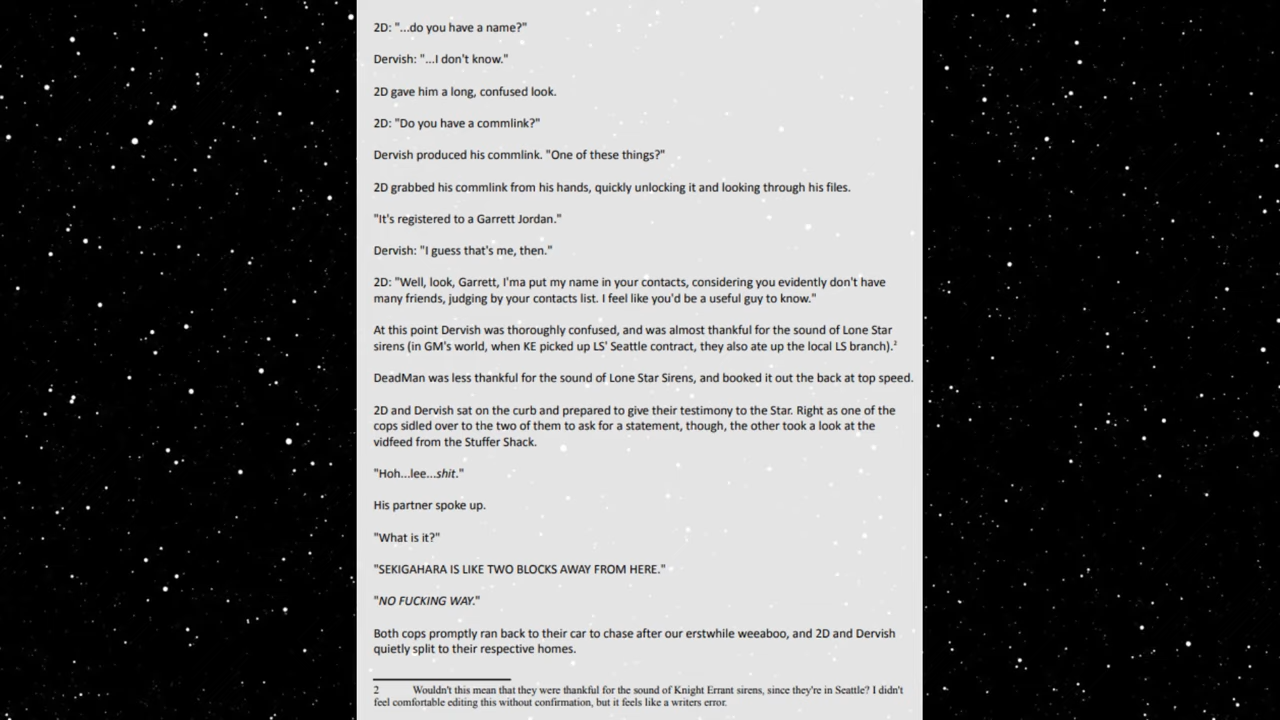 2D: "...do you have a name?"
Dervish: "...I don't know."
2D gave him a long, confused look.
2D: "Do you have a commlink?"
Dervish produced his commlink. "One of these things?"
2D grabbed his commlink from his hands, quickly unlocking it and looking through his files.
"It's registered to a Garrett Jordan."
Dervish: "I guess that's me, then."
2D: "Well, look, Garrett, I'ma put my name in your contacts, considering you evidently don't have
many friends, judging by your contacts list. I feel like you'd be a useful guy to know."
At this point Dervish was thoroughly confused, and was almost thankful for the sound of Lone Star
sirens (in GM's world, when KE picked up LS' Seattle contract, they also ate up the local LS branch).²
DeadMan was less thankful for the sound of Lone Star Sirens, and booked it out the back at top speed.
2D and Dervish sat on the curb and prepared to give their testimony to the Star. Right as one of the
cops sidled over to the two of them to ask for a statement, though, the other took a look at the
vidfeed from the Stuffer Shack.
"Hoh...lee...shit."
His partner spoke up.
"What is it?"
"SEKIGAHARA IS LIKE TWO BLOCKS AWAY FROM HERE."
"NO FUCKING WAY."
Both cops promptly ran back to their car to chase after our erstwhile weeaboo, and 2D and Dervish
quietly split to their respective homes.
2 Wouldn't this mean that they were thankful for the sound of Knight Errant sirens, since they're in Seattle? I didn't
feel comfortable editing this without confirmation, but it feels like a writers error.